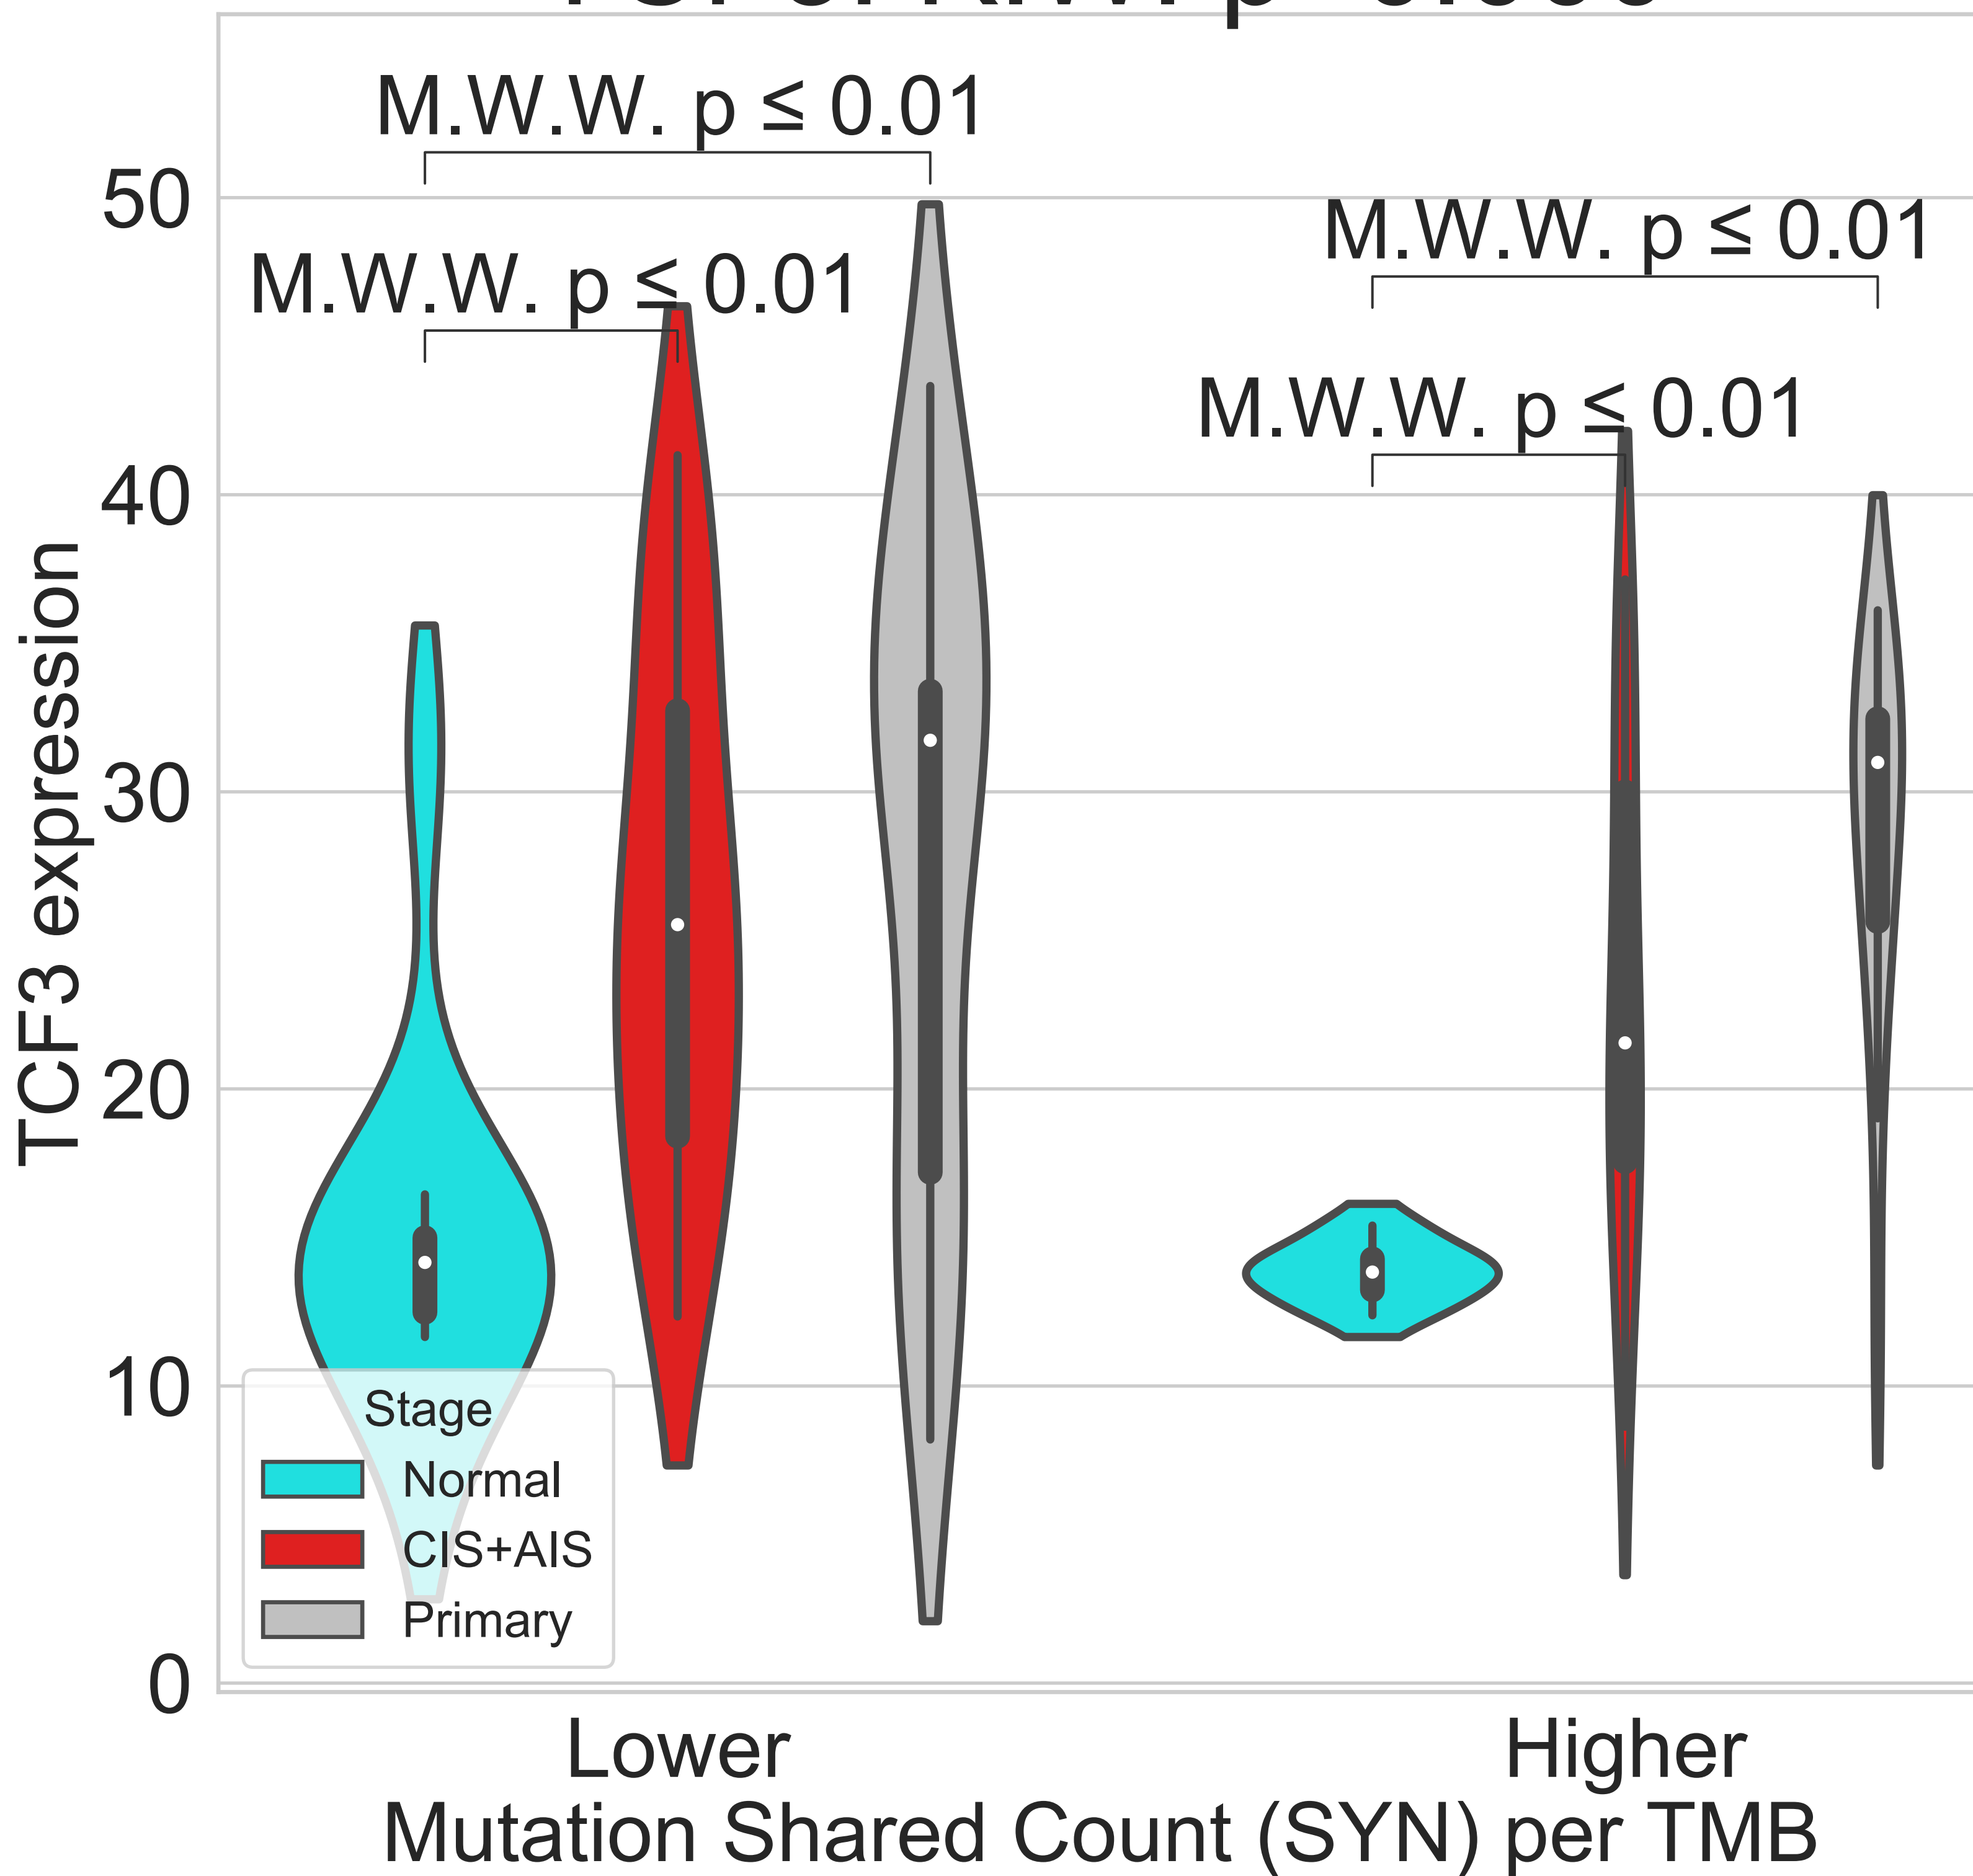 M.W.W. p ≤ 0.01
50
M.W.W. p ≤ 0.01
M.W.W. p ≤ 0.01
M.W.W. p ≤ 0.01
40
30
20
10
0
TCF3 expression
Stage
Normal
CIS+AIS
Primary
Lower
Higher
Mutation Shared Count (SYN) per TMB